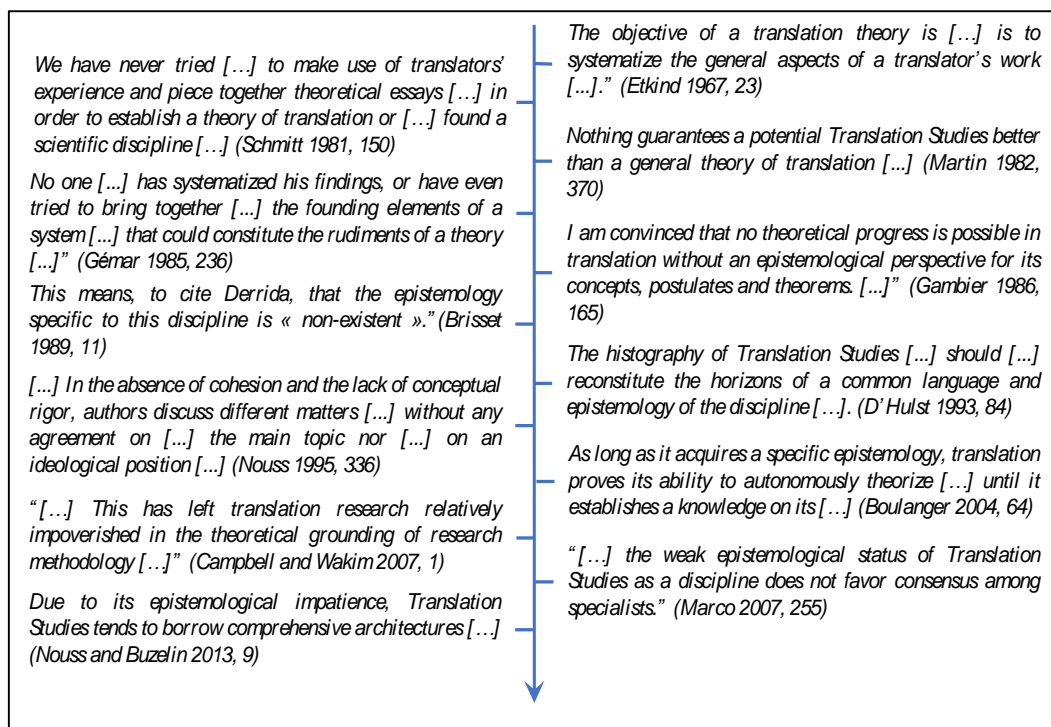 The objective of a translation theory is […] is to
systematize the general aspects of a translator's work
[...].” (Etkind 1967, 23)
We have never tried […] to make use of translators'
experience and piece together theoretical essays […] in
order to establish a theory of translation or […] found a
scientific discipline […] (Schmitt 1981, 150)
Nothing guarantees a potential Translation Studies better
than a general theory of translation […] (Martin 1982,
370)
No one [...] has systematized his findings, or have even
tried to bring together [...] the founding elements of a
system [...] that could constitute the rudiments of a theory
[...]” (Gémar 1985, 236)
I am convinced that no theoretical progress is possible in
translation without an epistemological perspective for its
concepts, postulates and theorems. [...]” (Gambier 1986,
165)
This means, to cite Derrida, that the epistemology
specific to this discipline is « non-existent ».” (Brisset
1989, 11)
The histography of Translation Studies [...] should [...]
reconstitute the horizons of a common language and
epistemology of the discipline […]. (D' Hulst 1993, 84)
[...] In the absence of cohesion and the lack of conceptual
rigor, authors discuss different matters [...] without any
agreement on [...] the main topic nor [...] on an
ideological position [...] (Nouss 1995, 336)
As long as it acquires a specific epistemology, translation
proves its ability to autonomously theorize […] until it
establishes a knowledge on its […] (Boulanger 2004, 64)
“[…] This has left translation research relatively
impoverished in the theoretical grounding of research
methodology […]” (Campbell and Wakim 2007, 1)
“[…] the weak epistemological status of Translation
Studies as a discipline does not favor consensus among
specialists.” (Marco 2007, 255)
Due to its epistemological impatience, Translation
Studies tends to borrow comprehensive architectures […]
(Nouss and Buzelin 2013, 9)